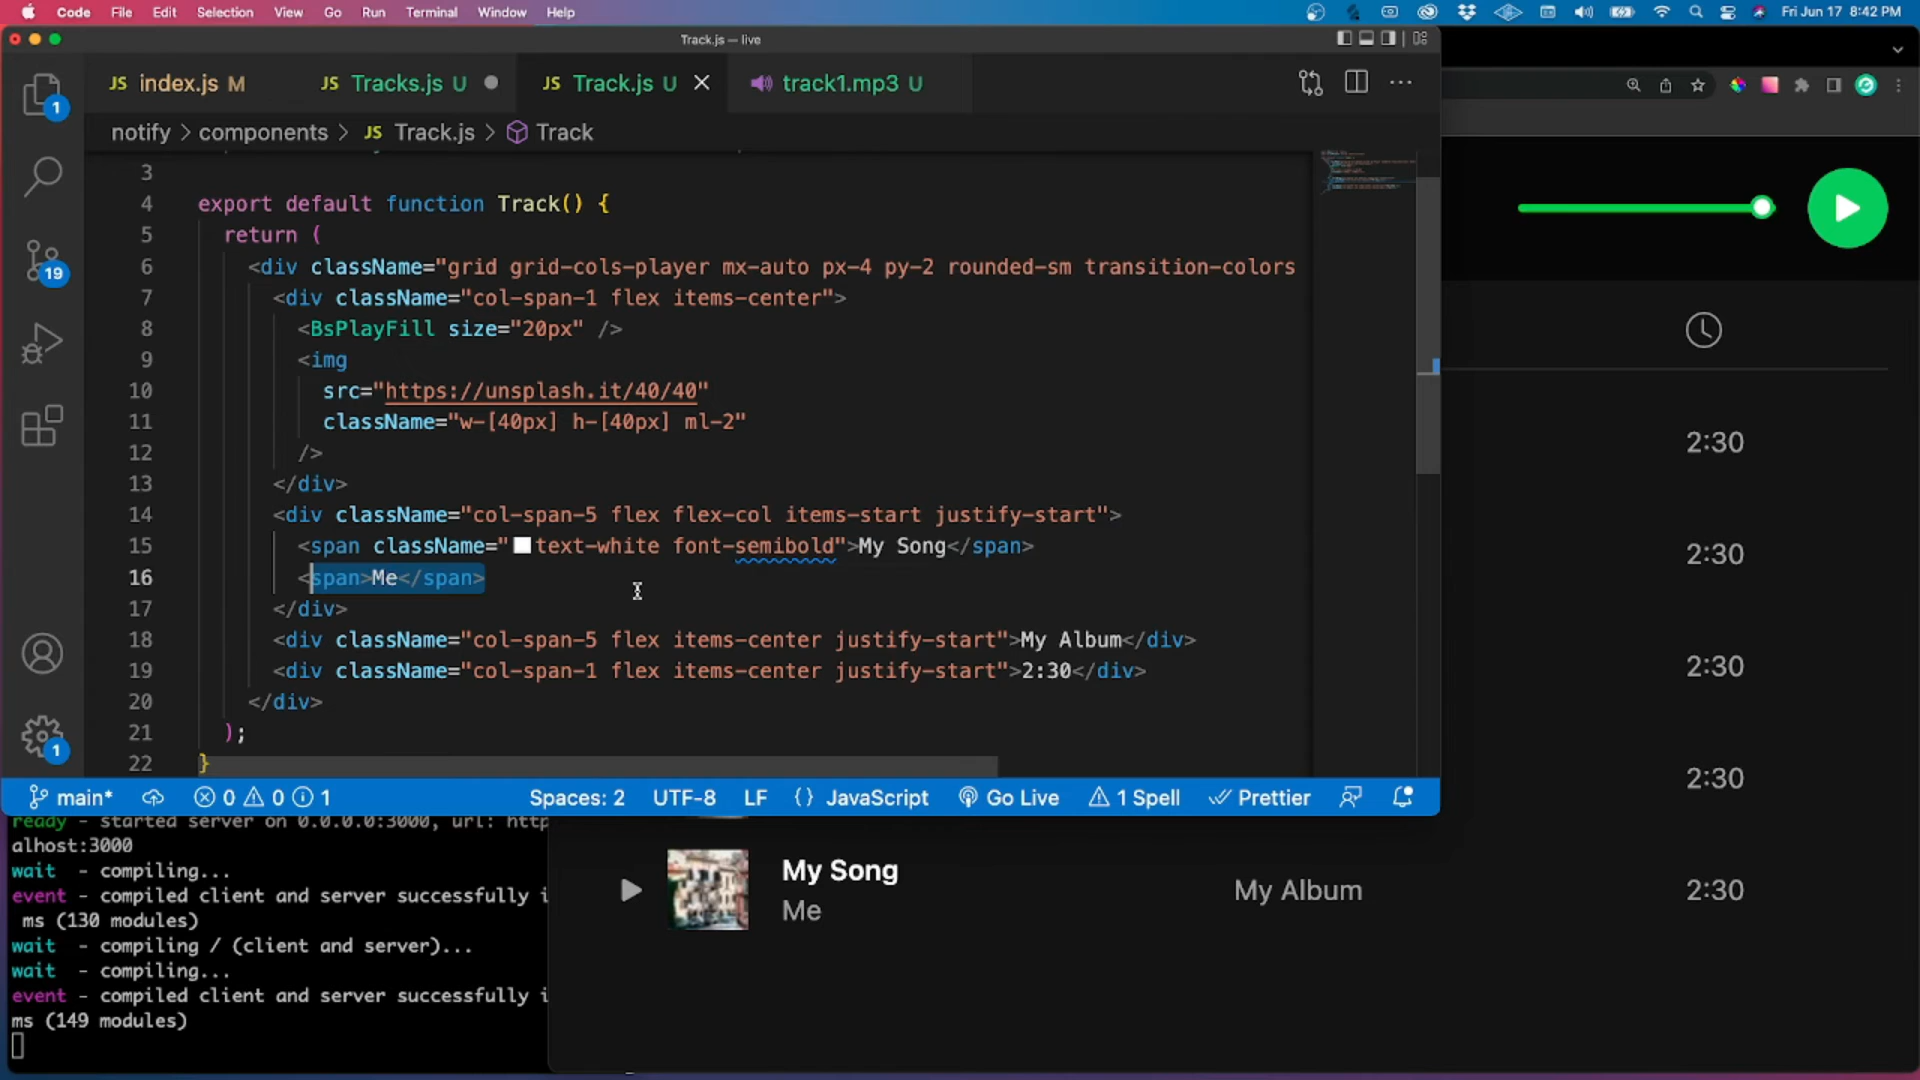 Code File Edit Selection View Go Run Terminal Window Help Fri Jun 17 8:42 PM
Track.js — live
JS index.js M JS Tracks.js U JS Track.js U track1.mp3 U
notify > components > JS Track.js > Track
3
4 export default function Track() {
5 return (
6 <div className="grid grid-cols-player mx-auto px-4 py-2 rounded-sm transition-colors
7 <div className="col-span-1 flex items-center">
8 <BsPlayFill size="20px" />
9 <img
10 src="https://unsplash.it/40/40"
11 className="w-[40px] h-[40px] ml-2"
12 />
13 </div>
14 <div className="col-span-5 flex flex-col items-start justify-start">
15 <span className="text-white font-semibold">My Song</span>
16 <span>Me</span>
17 </div>
18 <div className="col-span-5 flex items-center justify-start">My Album</div>
19 <div className="col-span-1 flex items-center justify-start">2:30</div>
20 </div>
21 );
22 }
1
19
1
main* 0 0 1 Spaces: 2 UTF-8 LF {} JavaScript Go Live 1 Spell Prettier
ready - started server on 0.0.0.0:3000, url: http
alhost:3000
wait - compiling...
event - compiled client and server successfully i
ms (130 modules)
wait - compiling / (client and server)...
wait - compiling...
event - compiled client and server successfully i
ms (149 modules)
2:30
2:30
2:30
2:30
My Song
Me
My Album
2:30